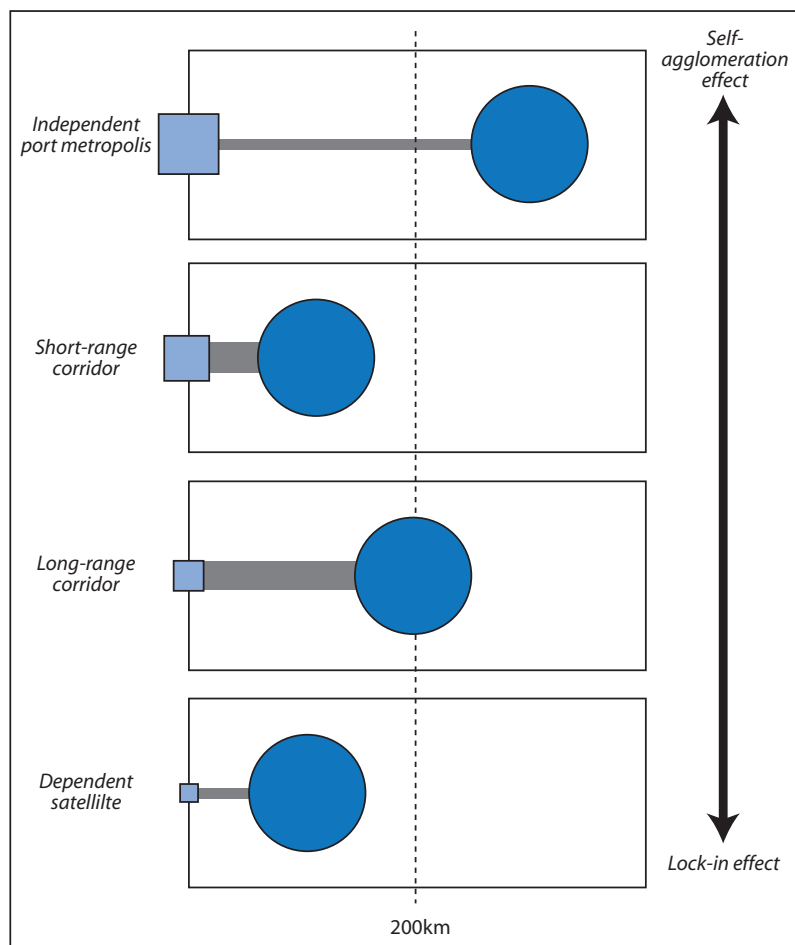 Self-
agglomeration
effect
Independent
port metropolis
Short-range
corridor
Long-range
corridor
Dependent
satellilte
Lock-in effect
200km